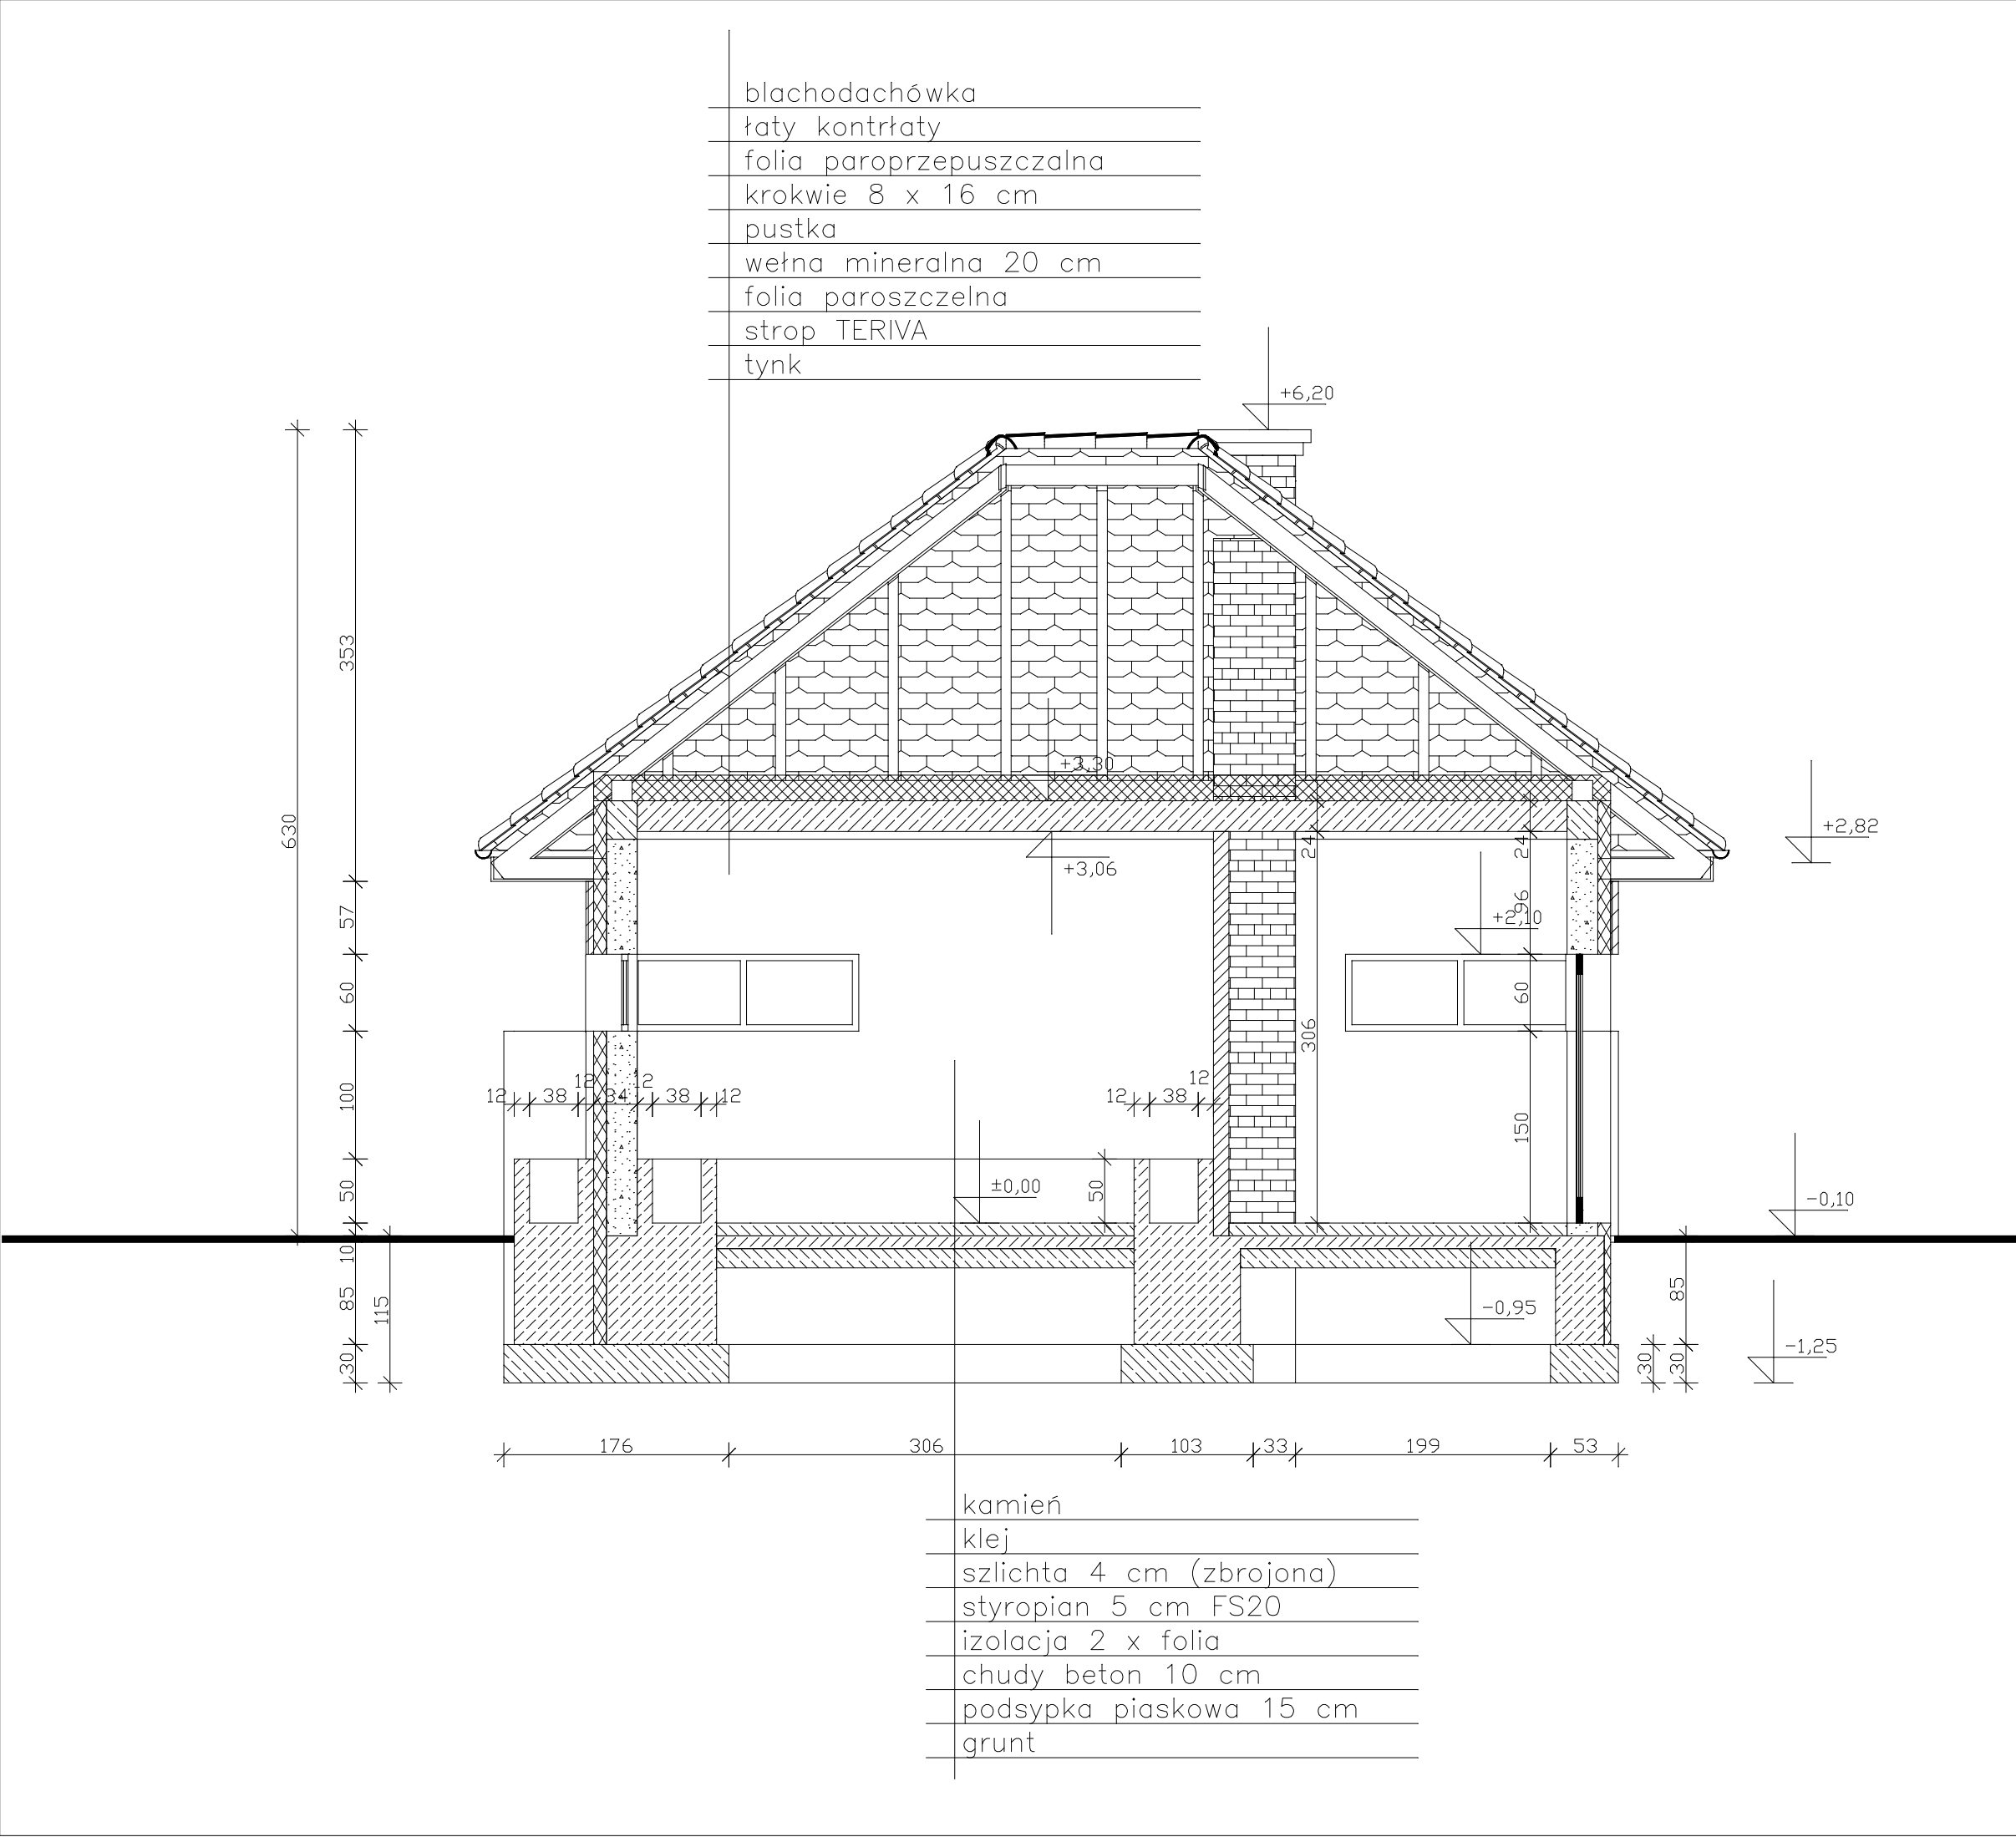 blachodachówka
łaty kontrłaty
folia paroprzepuszczalna
krokwie 8 x 16 cm
pustka
wełna mineralna 20 cm
folia paroszczelna
strop TERIVA
tynk
+6,20
353
630
+3,30
+2,82
24
24
+3,06
57
96
+2,10
60
60
306
100
12
38
12
34
12
38
12
12
38
12
150
50
50
±0,00
-0,10
10
85
115
85
-0,95
30
30
30
-1,25
176
306
103
33
199
53
kamień
klej
szlichta 4 cm (zbrojona)
styropian 5 cm FS20
izolacja 2 x folia
chudy beton 10 cm
podsypka piaskowa 15 cm
grunt